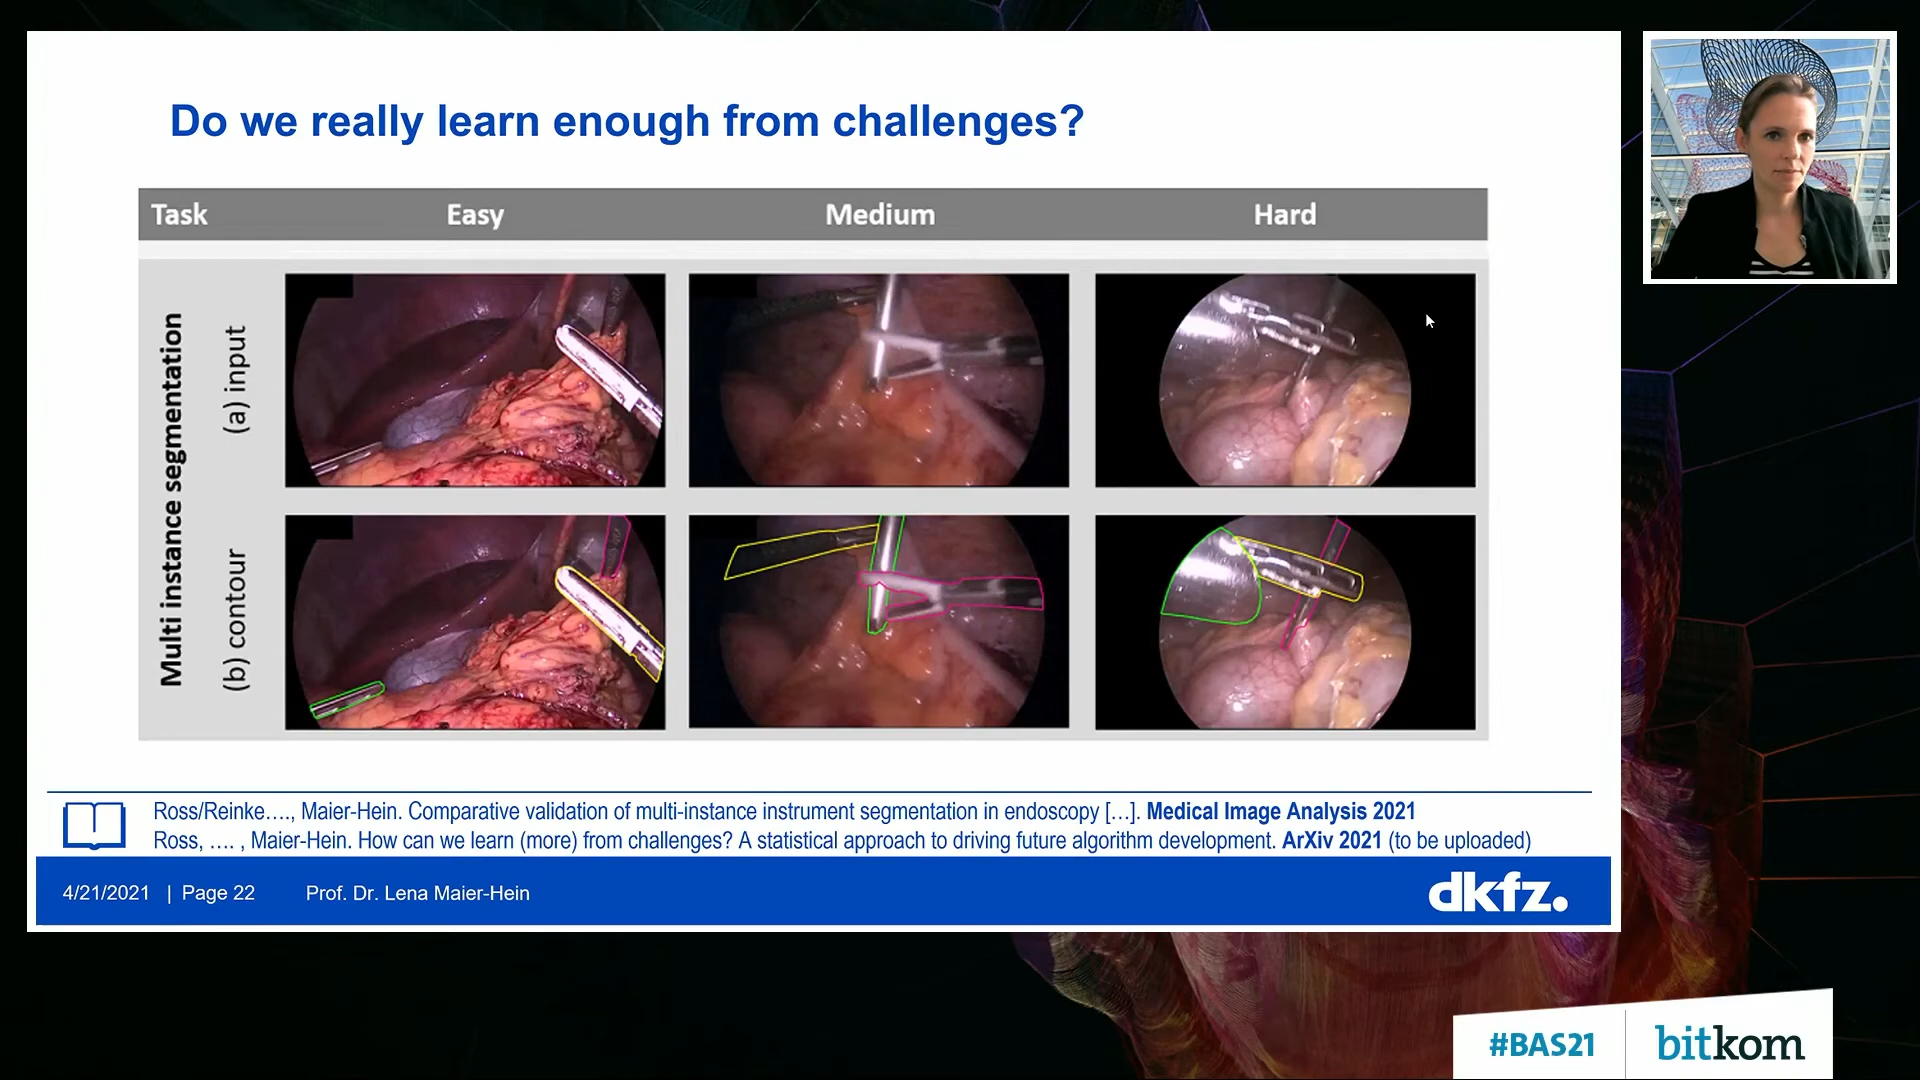 Do we really learn enough from challenges?
Task Easy Medium Hard
Multi instance segmentation
(a) input
(b) contour
Ross/Reinke…., Maier-Hein. Comparative validation of multi-instance instrument segmentation in endoscopy […]. Medical Image Analysis 2021
Ross, …. , Maier-Hein. How can we learn (more) from challenges? A statistical approach to driving future algorithm development. ArXiv 2021 (to be uploaded)
4/21/2021 | Page 22 Prof. Dr. Lena Maier-Hein
dkfz.
#BAS21 bitkom